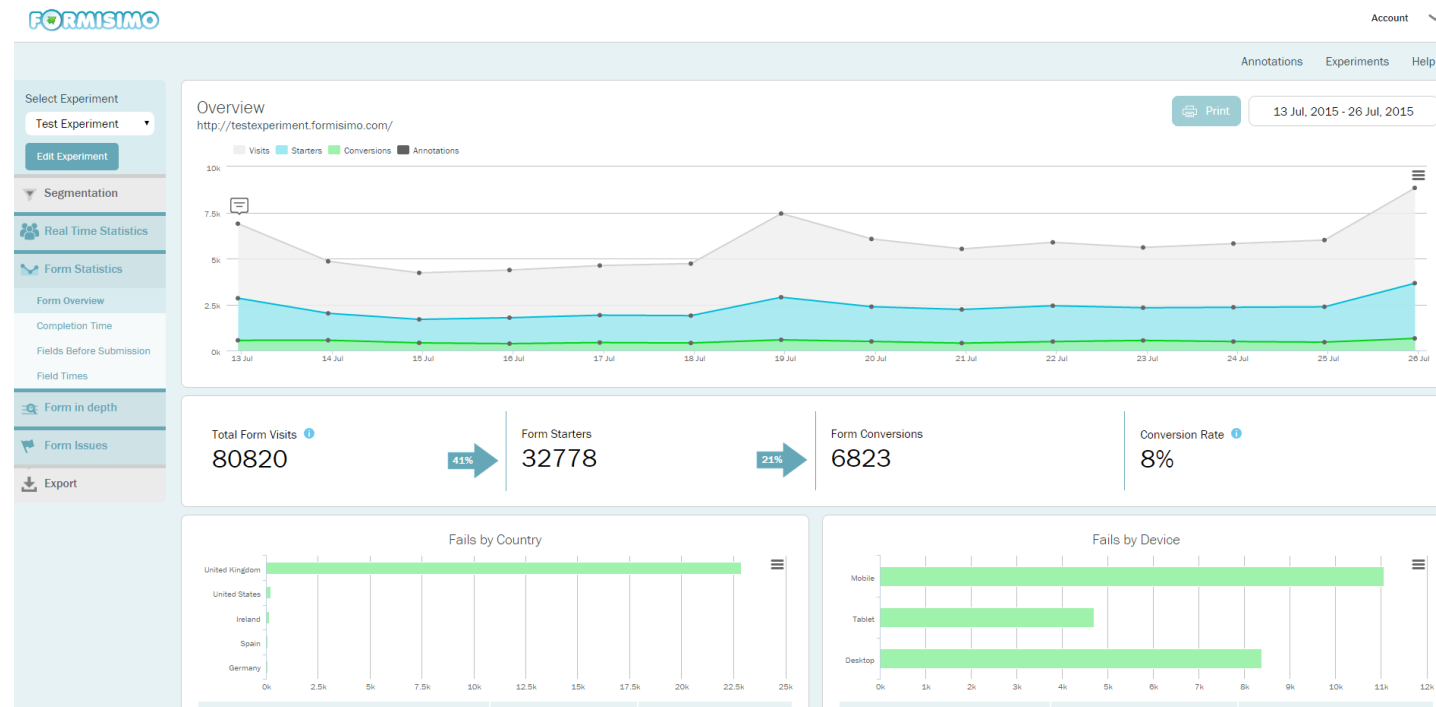 FORMISIMO
Account
Annotations Experiments Help
Select Experiment
Test Experiment
Edit Experiment
Segmentation
Real Time Statistics
Form Statistics
Form Overview
Completion Time
Fields Before Submission
Field Times
Form in depth
Form Issues
Export
Overview
http://testexperiment.formisimo.com/
Print
13 Jul, 2015 - 26 Jul, 2015
Visits Starters Conversions Annotations
10k
7.5k
5k
2.5k
0k
13 Jul 14 Jul 15 Jul 16 Jul 17 Jul 18 Jul 19 Jul 20 Jul 21 Jul 22 Jul 23 Jul 24 Jul 25 Jul 26 Jul
Total Form Visits
80820
41%
Form Starters
32778
21%
Form Conversions
6823
Conversion Rate
8%
Fails by Country
United Kingdom
United States
Ireland
Spain
Germany
0k 2.5k 5k 7.5k 10k 12.5k 15k 17.5k 20k 22.5k 25k
Fails by Device
Mobile
Tablet
Desktop
0k 1k 2k 3k 4k 5k 6k 7k 8k 9k 10k 11k 12k